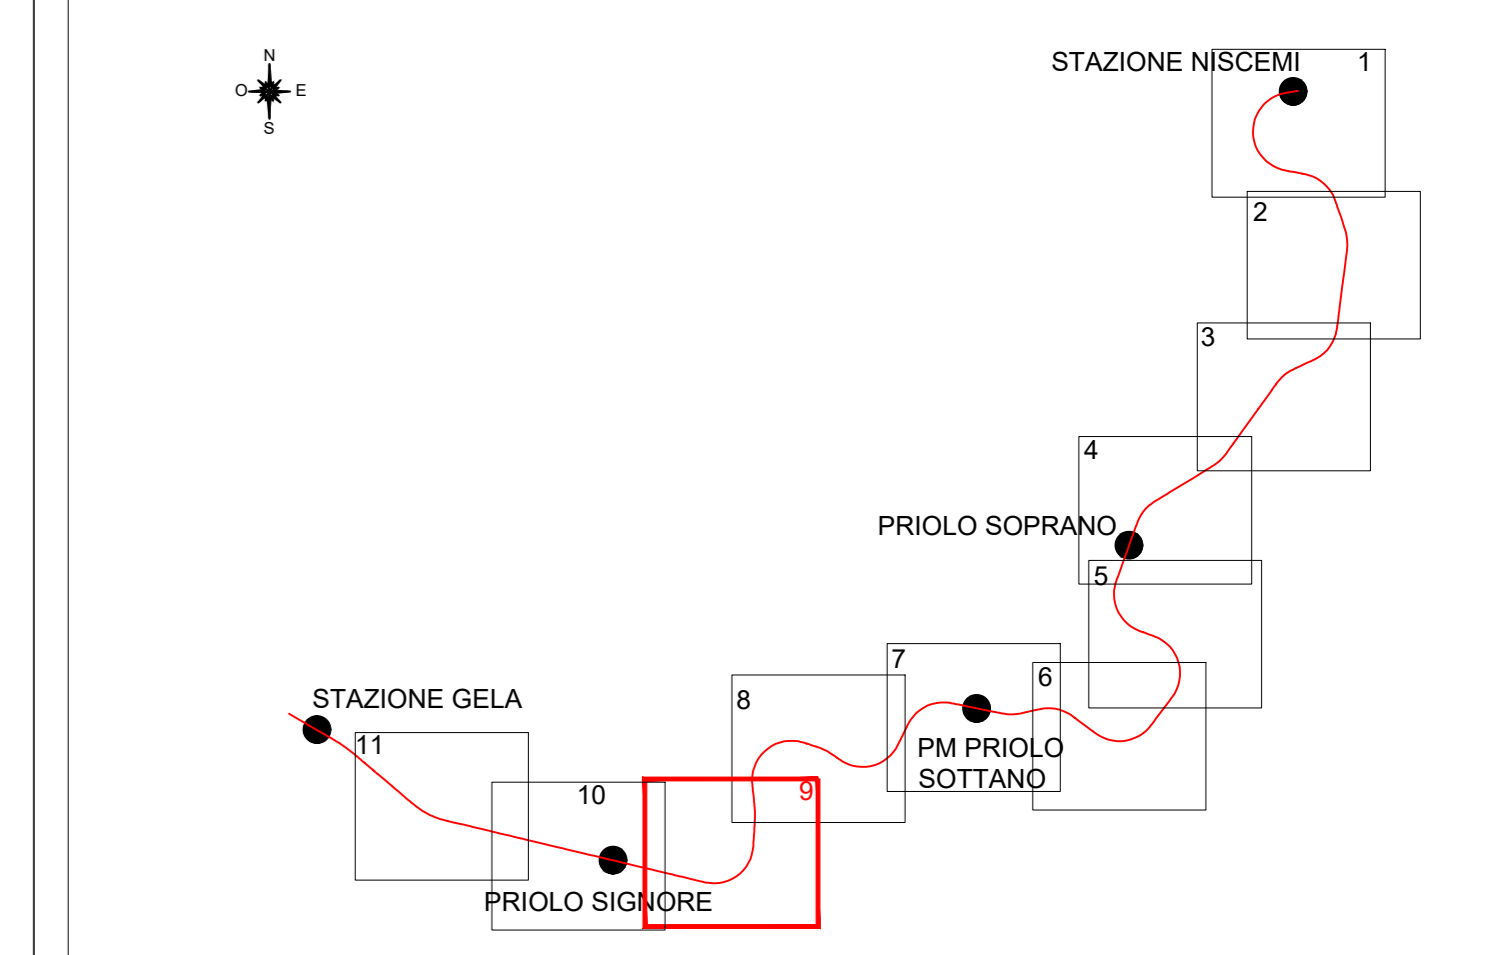 N
O E
S
STAZIONE NISCEMI
1
2
3
4
PRIOLO SOPRANO
5
6
7
PM PRIOLO
SOTTANO
8
9
10
PRIOLO SIGNORE
STAZIONE GELA
11